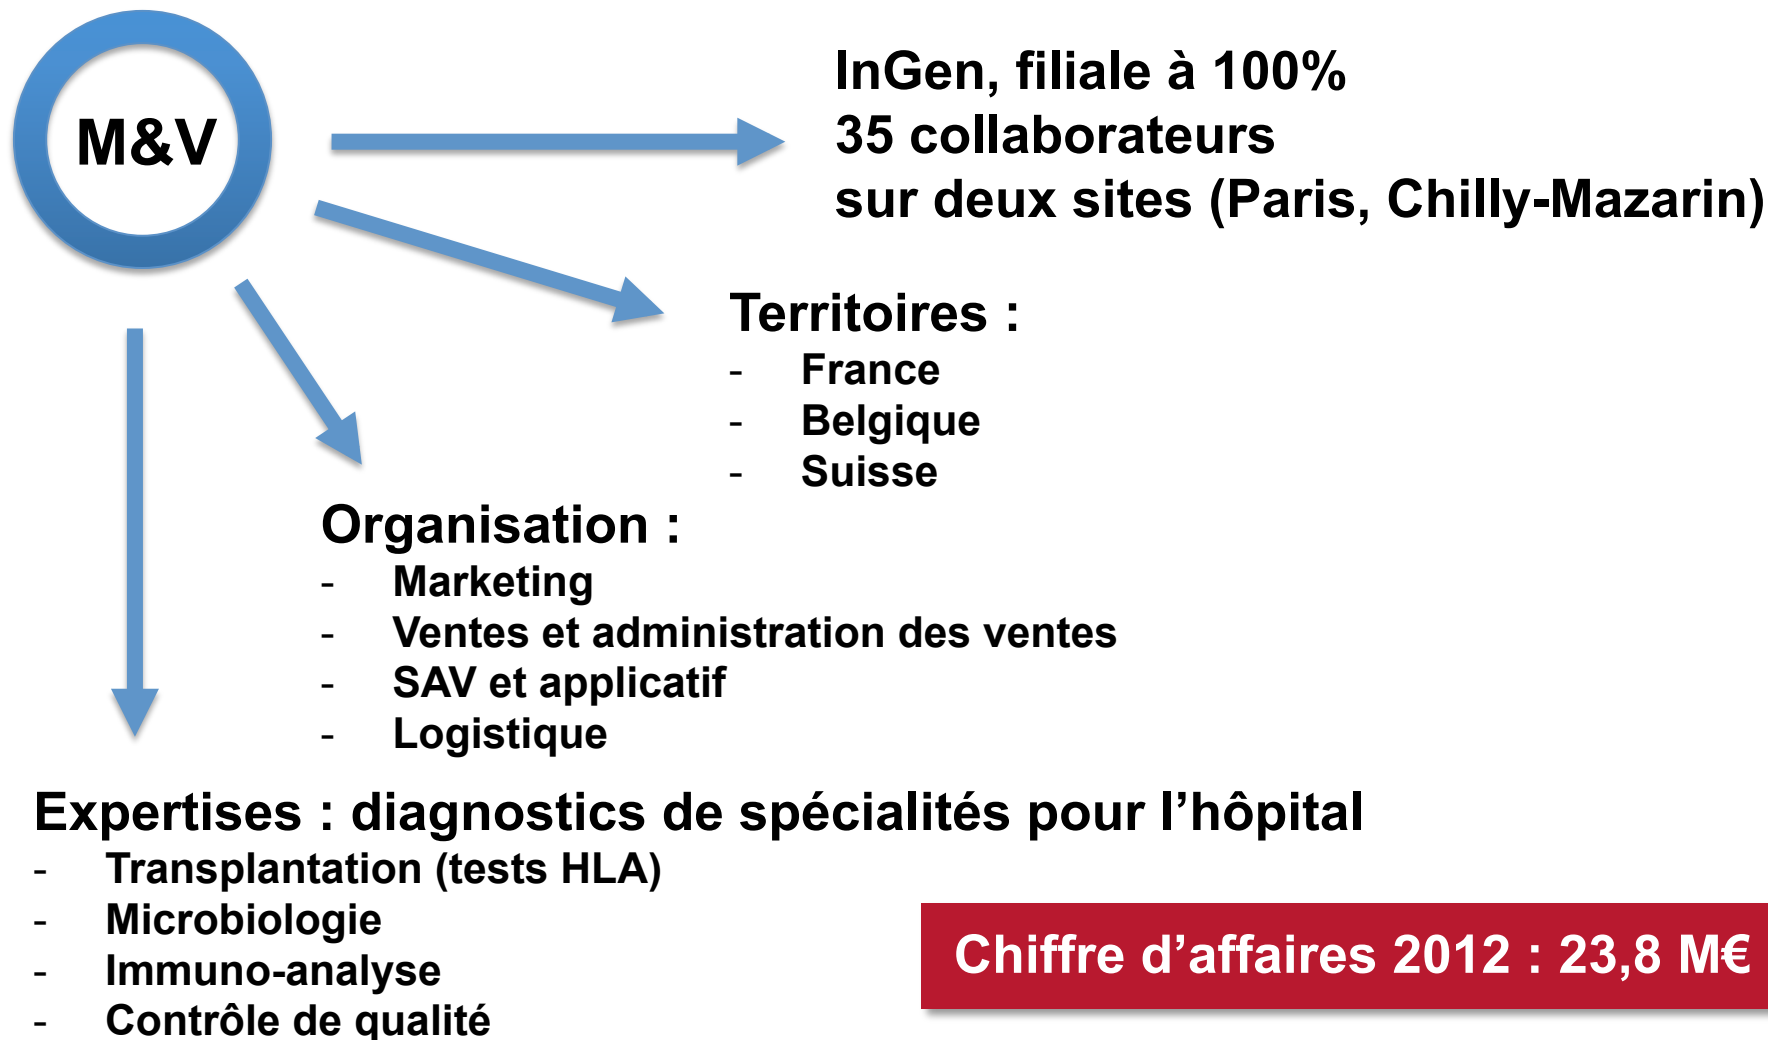 M&V
InGen, filiale à 100%
35 collaborateurs
sur deux sites (Paris, Chilly-Mazarin)
Territoires :
- France
- Belgique
- Suisse
Organisation :
- Marketing
- Ventes et administration des ventes
- SAV et applicatif
- Logistique
Expertises : diagnostics de spécialités pour l’hôpital
- Transplantation (tests HLA)
- Microbiologie
- Immuno-analyse
- Contrôle de qualité
Chiffre d’affaires 2012 : 23,8 M€